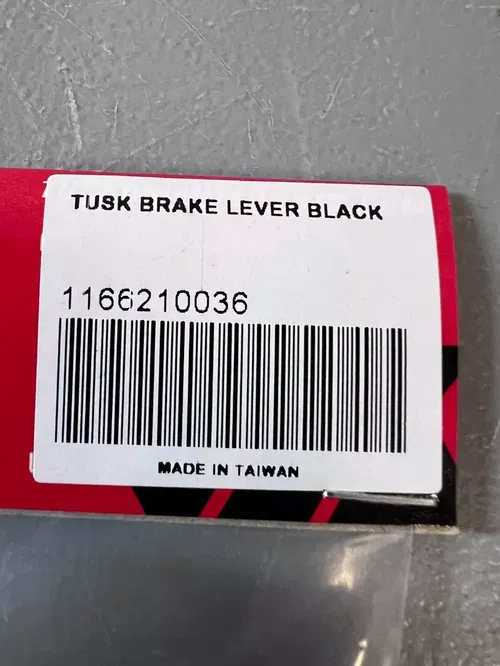 TUSK BRAKE LEVER BLACK
1166210036
MADE IN TAIWAN